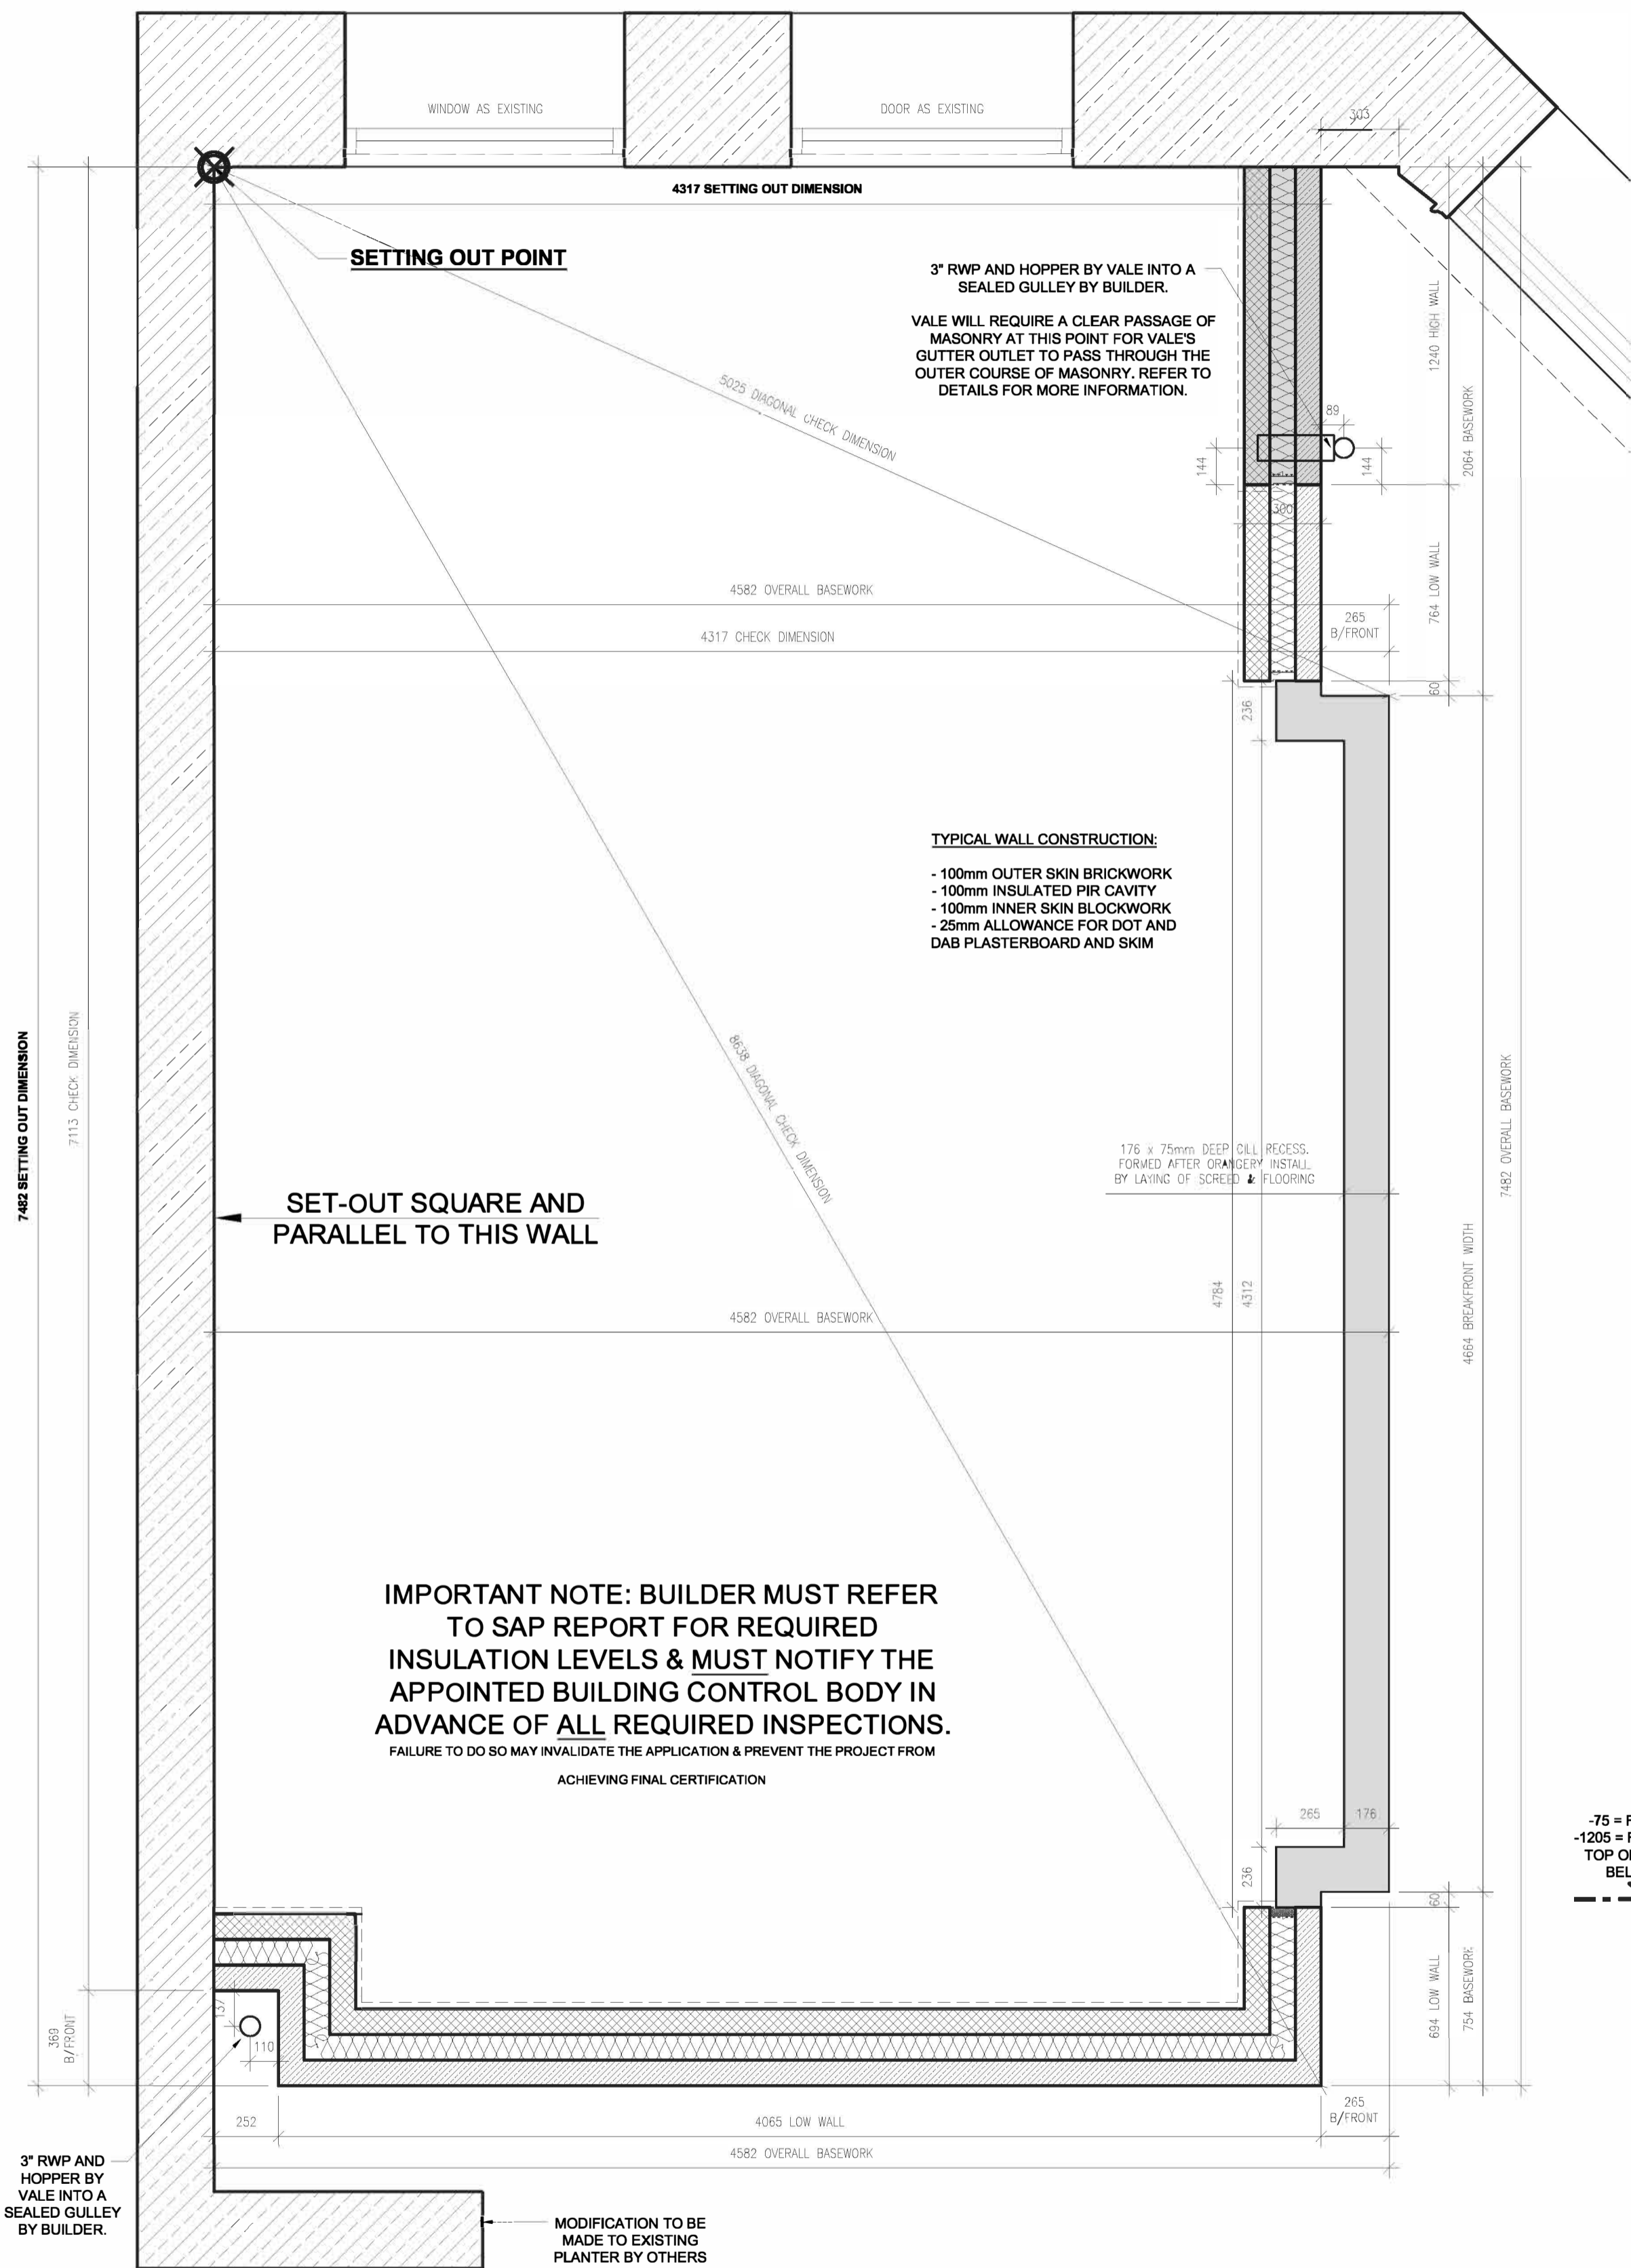 WINDOW AS EXISTING
DOOR AS EXISTING
303
4317 SETTING OUT DIMENSION
SETTING OUT POINT
3" RWP AND HOPPER BY VALE INTO A
SEALED GULLEY BY BUILDER.
VALE WILL REQUIRE A CLEAR PASSAGE OF
MASONRY AT THIS POINT FOR VALE'S
GUTTER OUTLET TO PASS THROUGH THE
OUTER COURSE OF MASONRY. REFER TO
DETAILS FOR MORE INFORMATION.
1240 HIGH WALL
2064 BASEWORK
5025 DIAGONAL CHECK DIMENSION
89
144
144
300
764 LOW WALL
4582 OVERALL BASEWORK
265
B/FRONT
4317 CHECK DIMENSION
60
236
TYPICAL WALL CONSTRUCTION:
- 100mm OUTER SKIN BRICKWORK
- 100mm INSULATED PIR CAVITY
- 100mm INNER SKIN BLOCKWORK
- 25mm ALLOWANCE FOR DOT AND
DAB PLASTERBOARD AND SKIM
7482 SETTING OUT DIMENSION
7113 CHECK DIMENSION
8638 DIAGONAL CHECK DIMENSION
7482 OVERALL BASEWORK
176 x 75mm DEEP CILL RECESS.
FORMED AFTER ORANGERY INSTALL
BY LAYING OF SCREED & FLOORING
SET-OUT SQUARE AND
PARALLEL TO THIS WALL
4784
4312
4664 BREAKFRONT WIDTH
4582 OVERALL BASEWORK
IMPORTANT NOTE: BUILDER MUST REFER
TO SAP REPORT FOR REQUIRED
INSULATION LEVELS & MUST NOTIFY THE
APPOINTED BUILDING CONTROL BODY IN
ADVANCE OF ALL REQUIRED INSPECTIONS.
FAILURE TO DO SO MAY INVALIDATE THE APPLICATION & PREVENT THE PROJECT FROM
ACHIEVING FINAL CERTIFICATION
265
176
-75 =
-1205 =
TOP
236
60
694 LOW WALL
754 BASEWORK
369
B/FRONT
137
110
252
4065 LOW WALL
265
B/FRONT
4582 OVERALL BASEWORK
3" RWP AND
HOPPER BY
VALE INTO A
SEALED GULLEY
BY BUILDER.
MODIFICATION TO BE
MADE TO EXISTING
PLANTER BY OTHERS